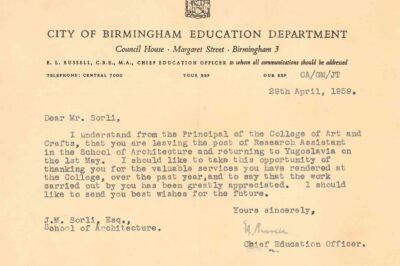 CITY OF BIRMINGHAM EDUCATION DEPARTMENT
Council House · Margaret Street · Birmingham 3
E. L. RUSSELL, C.B.E., M.A., CHIEF EDUCATION OFFICER to whom all communications should be addressed
TELEPHONE: CENTRAL 7000 YOUR REF OUR REF CA/GM/JT
29th April, 1959.
Dear Mr. Sorli,
I understand from the Principal of the College of Art and
Crafts, that you are leaving the post of Research Assistant
in the School of Architecture and returning to Yugoslavia on
the 1st May. I should like to take this opportunity of
thanking you for the valuable services you have rendered at
the College, over the past year,and to say that the work
carried out by you has been greatly appreciated. I should
like to send you best wishes for the future.
Yours sincerely,
J.M. Sorli, Esq.,
School of Architecture.
Russell
Chief Education Officer.